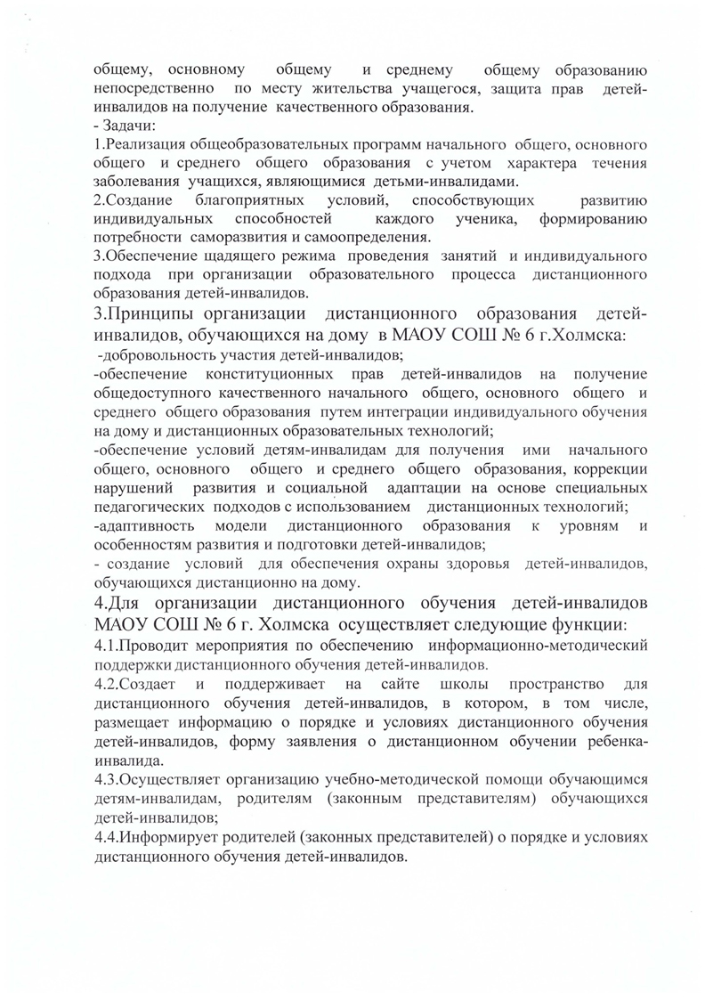 общему, основному общему и среднему общему образованию
непосредственно по месту жительства учащегося, защита прав детей-
инвалидов на получение качественного образования.
- Задачи:
1.Реализация общеобразовательных программ начального общего, основного
общего и среднего общего образования с учетом характера течения
заболевания учащихся, являющимися детьми-инвалидами.
2.Создание благоприятных условий, способствующих развитию
индивидуальных способностей каждого ученика, формированию
потребности саморазвития и самоопределения.
3.Обеспечение щадящего режима проведения занятий и индивидуального
подхода при организации образовательного процесса дистанционного
образования детей-инвалидов.
3.Принципы организации дистанционного образования детей-
инвалидов, обучающихся на дому в МАОУ СОШ № 6 г.Холмска:
-добровольность участия детей-инвалидов;
-обеспечение конституционных прав детей-инвалидов на получение
общедоступного качественного начального общего, основного общего и
среднего общего образования путем интеграции индивидуального обучения
на дому и дистанционных образовательных технологий;
-обеспечение условий детям-инвалидам для получения ими начального
общего, основного общего и среднего общего образования, коррекции
нарушений развития и социальной адаптации на основе специальных
педагогических подходов с использованием дистанционных технологий;
-адаптивность модели дистанционного образования к уровням и
особенностям развития и подготовки детей-инвалидов;
- создание условий для обеспечения охраны здоровья детей-инвалидов,
обучающихся дистанционно на дому.
4.Для организации дистанционного обучения детей-инвалидов
МАОУ СОШ № 6 г. Холмска осуществляет следующие функции:
4.1.Проводит мероприятия по обеспечению информационно-методический
поддержки дистанционного обучения детей-инвалидов.
4.2.Создает и поддерживает на сайте школы пространство для
дистанционного обучения детей-инвалидов, в котором, в том числе,
размещает информацию о порядке и условиях дистанционного обучения
детей-инвалидов, форму заявления о дистанционном обучении ребенка-
инвалида.
4.3.Осуществляет организацию учебно-методической помощи обучающимся
детям-инвалидам, родителям (законным представителям) обучающихся
детей-инвалидов;
4.4.Информирует родителей (законных представителей) о порядке и условиях
дистанционного обучения детей-инвалидов.